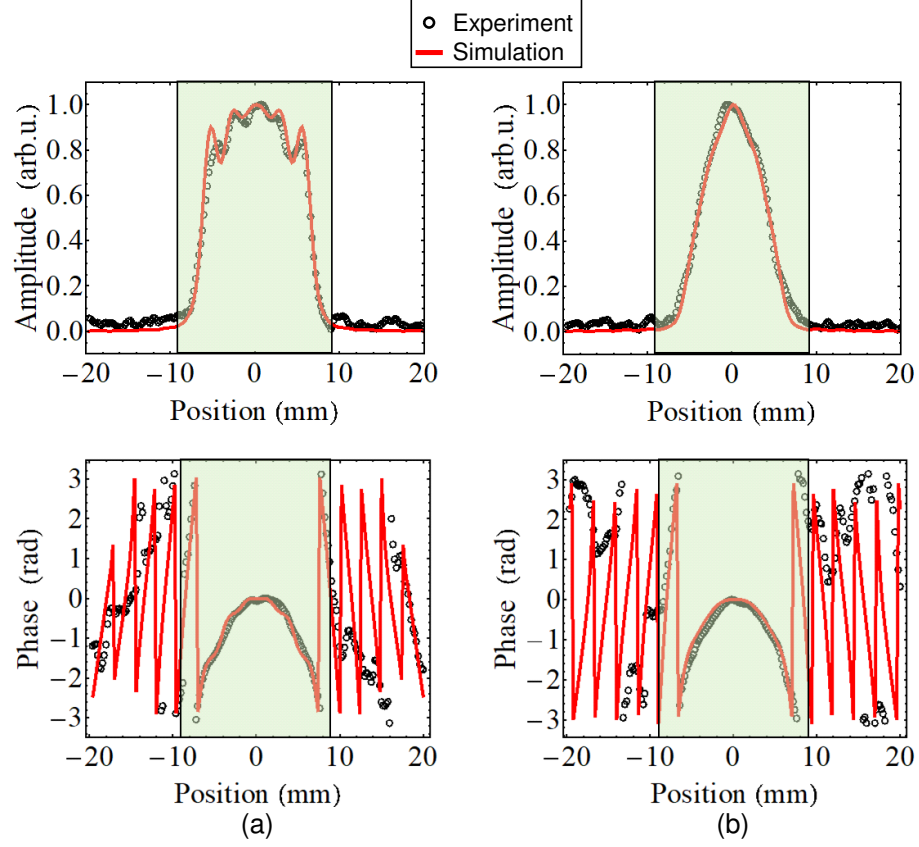 Experiment
Simulation
Amplitude (arb.u.)
1.0
0.8
0.6
0.4
0.2
0.0
−20 −10 0 10 20
Position (mm)
Amplitude (arb.u.)
1.0
0.8
0.6
0.4
0.2
0.0
−20 −10 0 10 20
Position (mm)
Phase (rad)
3
2
1
0
−1
−2
−3
−20 −10 0 10 20
Position (mm)
(a)
Phase (rad)
3
2
1
0
−1
−2
−3
−20 −10 0 10 20
Position (mm)
(b)